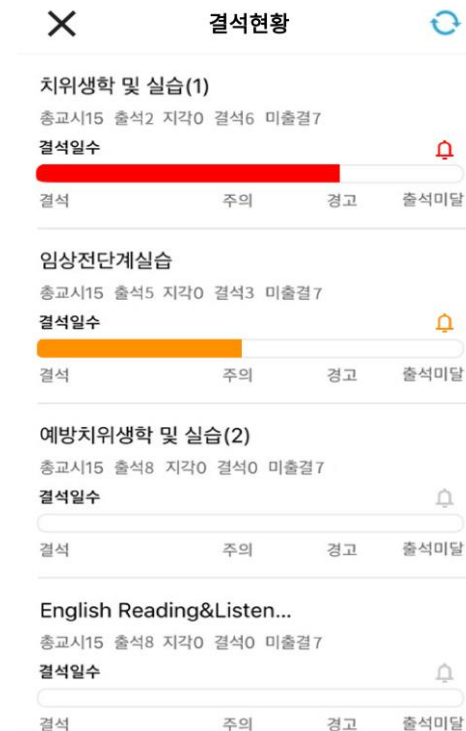 결석현황
치위생학 및 실습(1)
총교시15 출석2 지각0 결석6 미출결7
결석일수
결석 주의 경고 출석미달
임상전단계실습
총교시15 출석5 지각0 결석3 미출결7
결석일수
결석 주의 경고 출석미달
예방치위생학 및 실습(2)
총교시15 출석8 지각0 결석0 미출결7
결석일수
결석 주의 경고 출석미달
English Reading&Listen...
총교시15 출석8 지각0 결석0 미출결7
결석일수
결석 주의 경고 출석미달